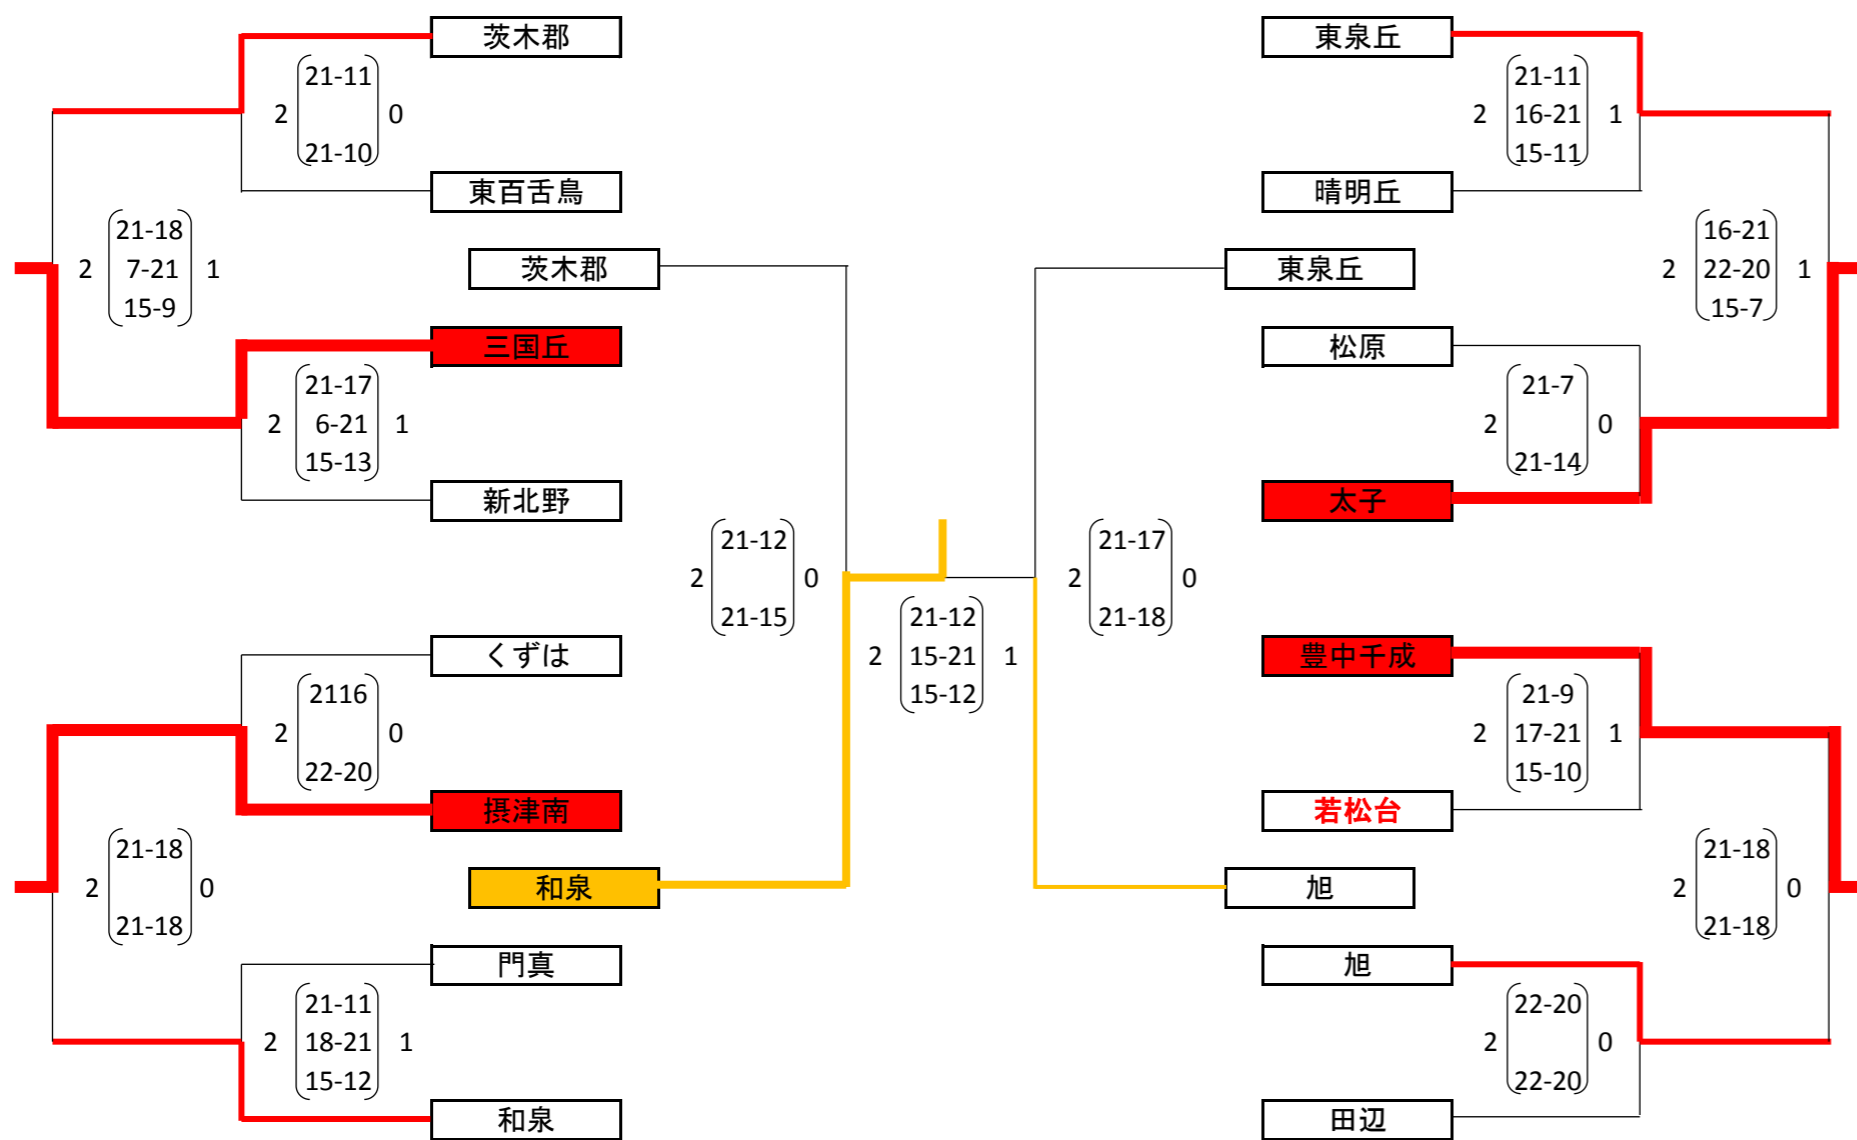 茨木郡
21-11
2 0
21-10
東百舌鳥
21-18
2 7-21 1
15-9
三国丘
21-17
2 6-21 1
15-13
新北野
茨木郡
21-12
2 0
21-15
くずは
2116
2 0
22-20
摂津南
21-18
2 0
21-18
和泉
門真
21-11
2 18-21 1
15-12
和泉
21-12
2 15-21 1
15-12
東泉丘
21-11
2 16-21 1
15-11
晴明丘
16-21
2 22-20 1
15-7
東泉丘
松原
21-7
2 0
21-14
太子
21-17
2 0
21-18
豊中千成
21-9
2 17-21 1
15-10
若松台
21-18
2 0
21-18
旭
旭
22-20
2 0
22-20
田辺